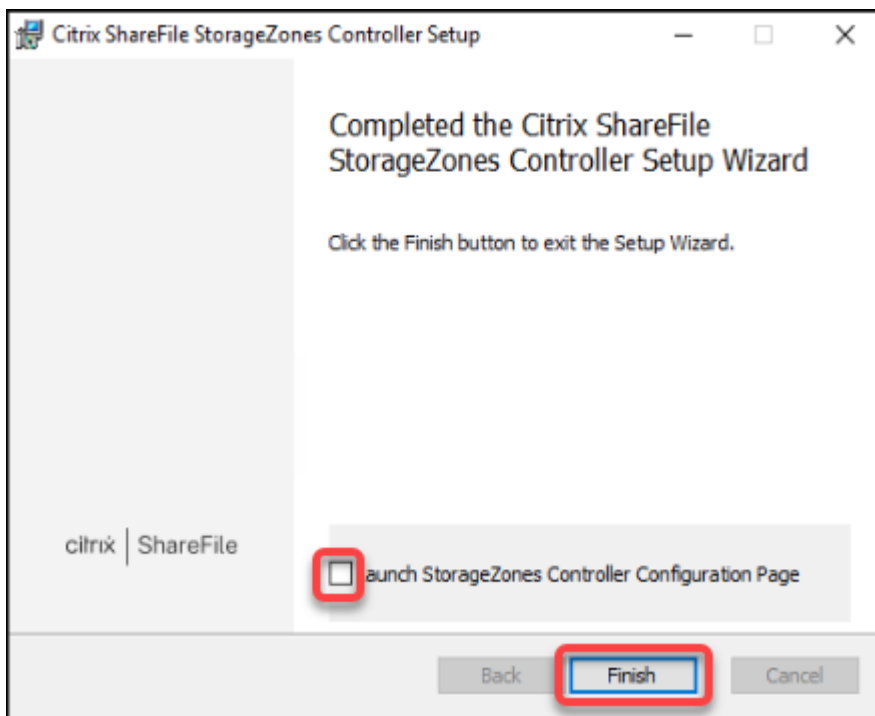 Citrix ShareFile StorageZones Controller Setup
Completed the Citrix ShareFile
StorageZones Controller Setup Wizard
Click the Finish button to exit the Setup Wizard.
citrix | ShareFile
aunch StorageZones Controller Configuration Page
Back Finish Cancel